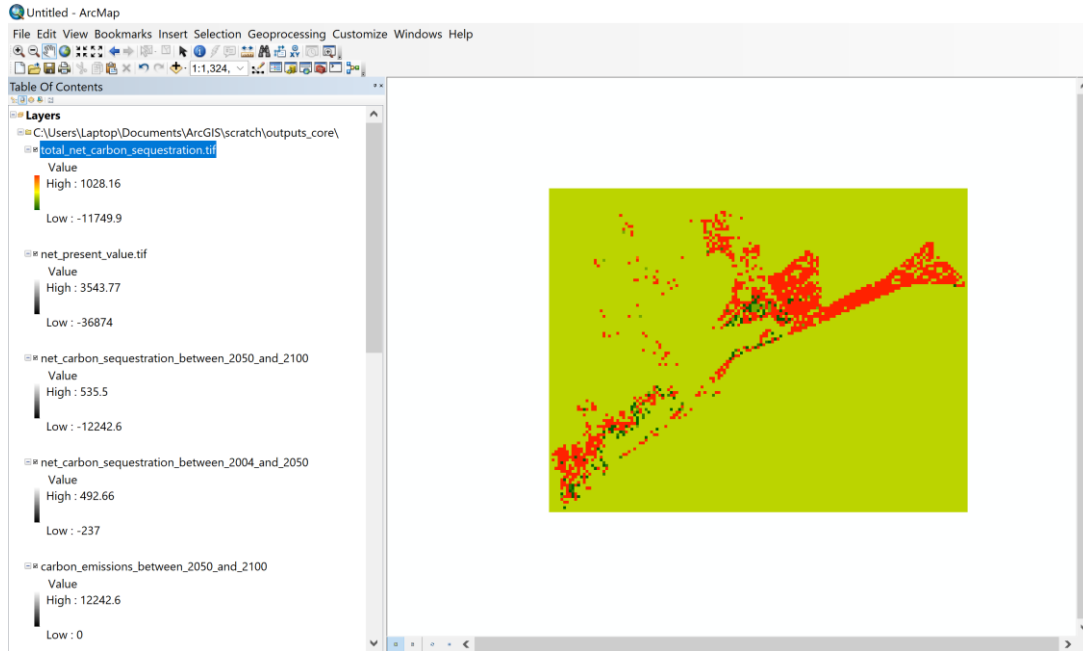 Untitled - ArcMap
File Edit View Bookmarks Insert Selection Geoprocessing Customize Windows Help
1:1,324,
Table Of Contents
Layers
C:\Users\Laptop\Documents\ArcGIS\scratch\outputs_core\
total_net_carbon_sequestration.tif
Value
High : 1028.16
Low : -11749.9
net_present_value.tif
Value
High : 3543.77
Low : -36874
net_carbon_sequestration_between_2050_and_2100
Value
High : 535.5
Low : -12242.6
net_carbon_sequestration_between_2004_and_2050
Value
High : 492.66
Low : -237
carbon_emissions_between_2050_and_2100
Value
High : 12242.6
Low : 0